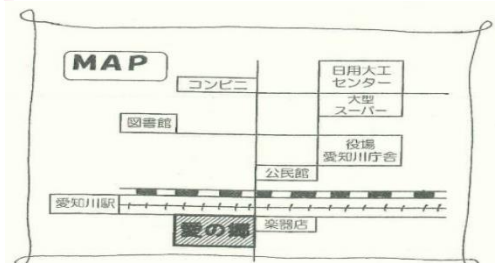 MAP
コンビニ
日用大工
センター
大型
スーパー
図書館
役場
愛知川庁舎
公民館
愛知川駅
愛の郷
楽器店